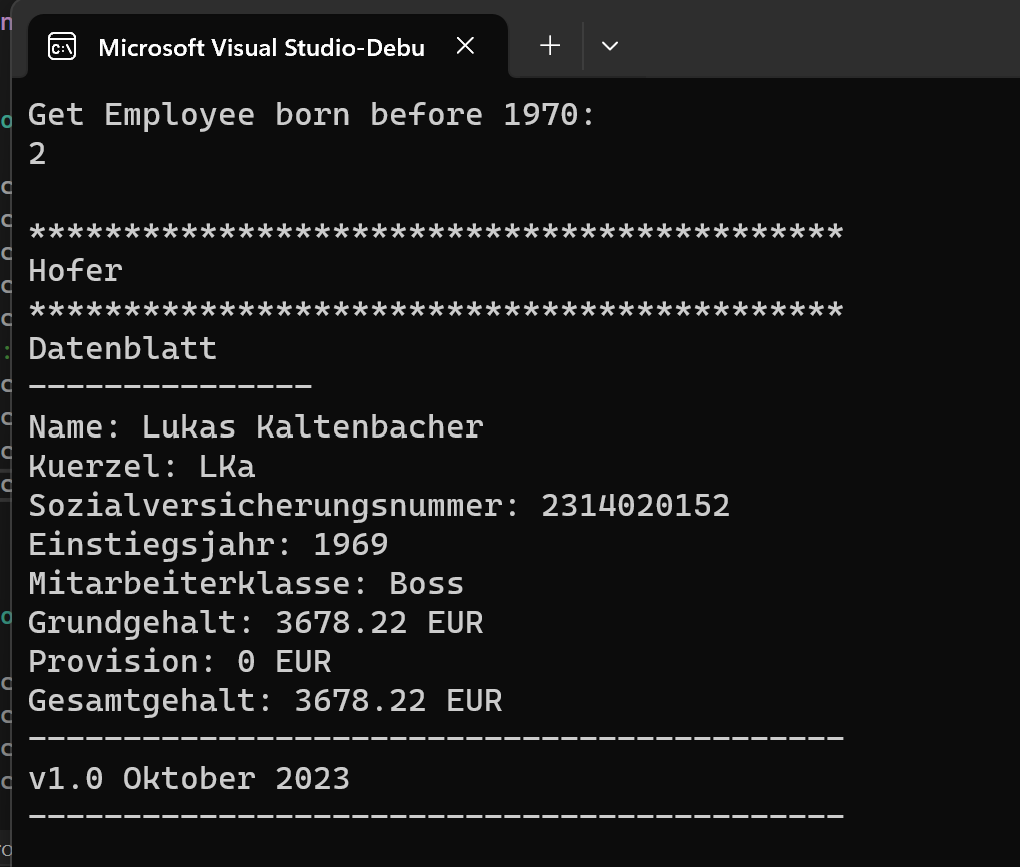 Microsoft Visual Studio-Debu
Get Employee born before 1970:
2
*******************************************
Hofer
*******************************************
Datenblatt
---------------
Name: Lukas Kaltenbacher
Kuerzel: LKa
Sozialversicherungsnummer: 2314020152
Einstiegsjahr: 1969
Mitarbeiterklasse: Boss
Grundgehalt: 3678.22 EUR
Provision: 0 EUR
Gesamtgehalt: 3678.22 EUR
-------------------------------------------
v1.0 Oktober 2023
-------------------------------------------